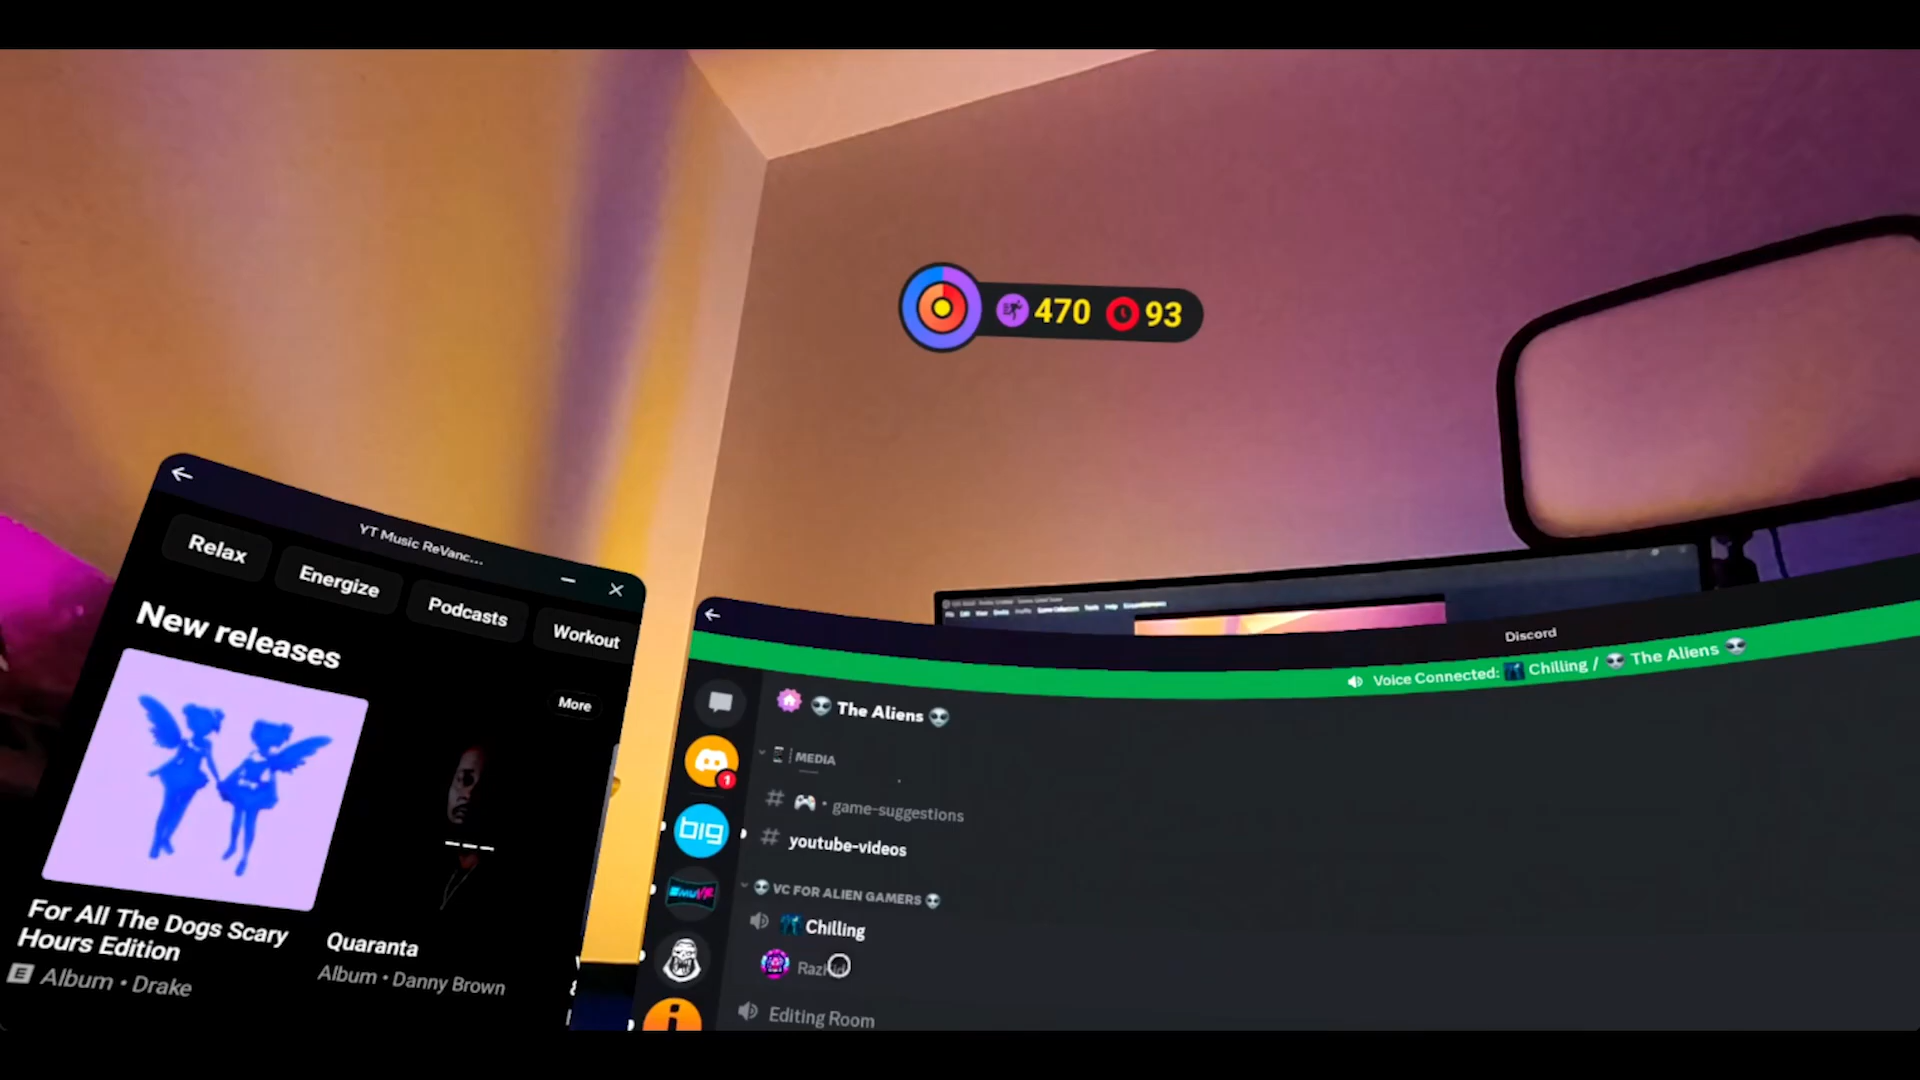 470 93
YT Music ReVanc...
Relax
Energize
Podcasts
Workout
New releases
More
For All The Dogs Scary
Hours Edition
E Album • Drake
Quaranta
Album • Danny Brown
Discord
Voice Connected: Chilling / 👽 The Aliens 👽
👽 The Aliens 👽
MEDIA
# 🎮 • game-suggestions
# youtube-videos
👽 VC FOR ALIEN GAMERS 👽
Chilling
Editing Room
1
big
EmuVR
i